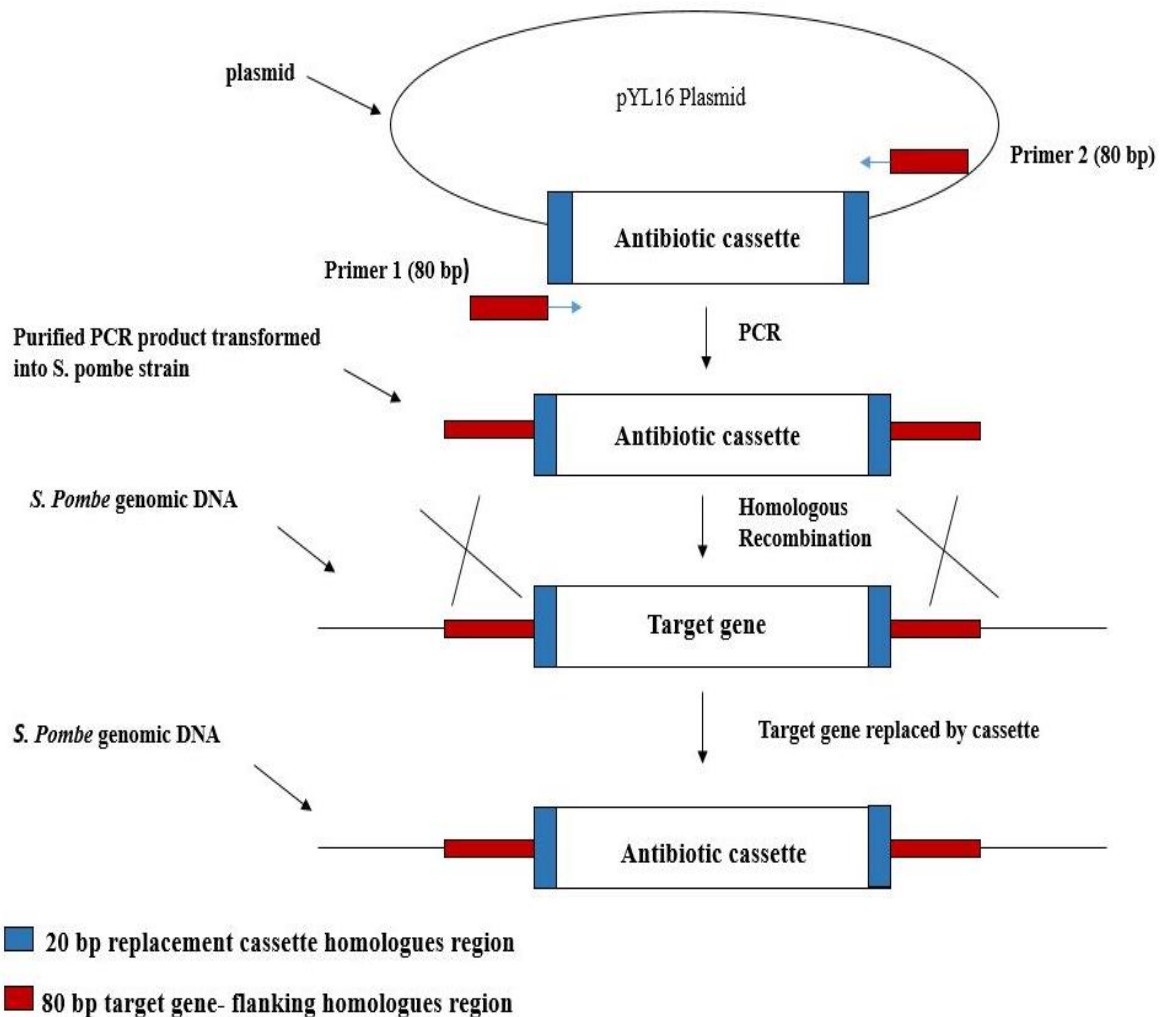 plasmid
pYL16 Plasmid
Primer 2 (80 bp)
Antibiotic cassette
Primer 1 (80 bp)
PCR
Purified PCR product transformed
into S. pombe strain
Antibiotic cassette
S. Pombe genomic DNA
Homologous
Recombination
Target gene
S. Pombe genomic DNA
Target gene replaced by cassette
Antibiotic cassette
20 bp replacement cassette homologues region
80 bp target gene- flanking homologues region